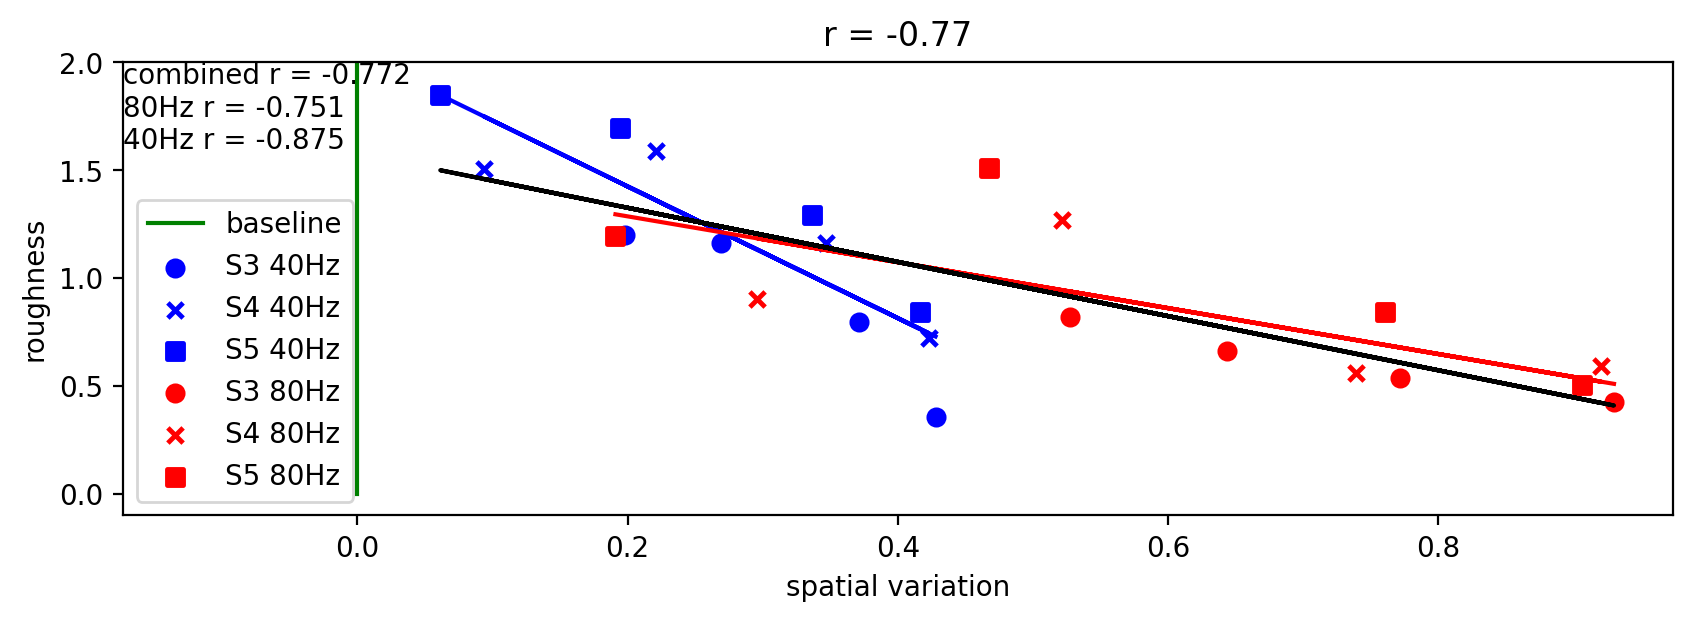 r = -0.77
combined r = -0.772
80Hz r = -0.751
40Hz r = -0.875
2.0
1.5
1.0
0.5
0.0
roughness
baseline
S3 40Hz
S4 40Hz
S5 40Hz
S3 80Hz
S4 80Hz
S5 80Hz
0.0 0.2 0.4 0.6 0.8
spatial variation